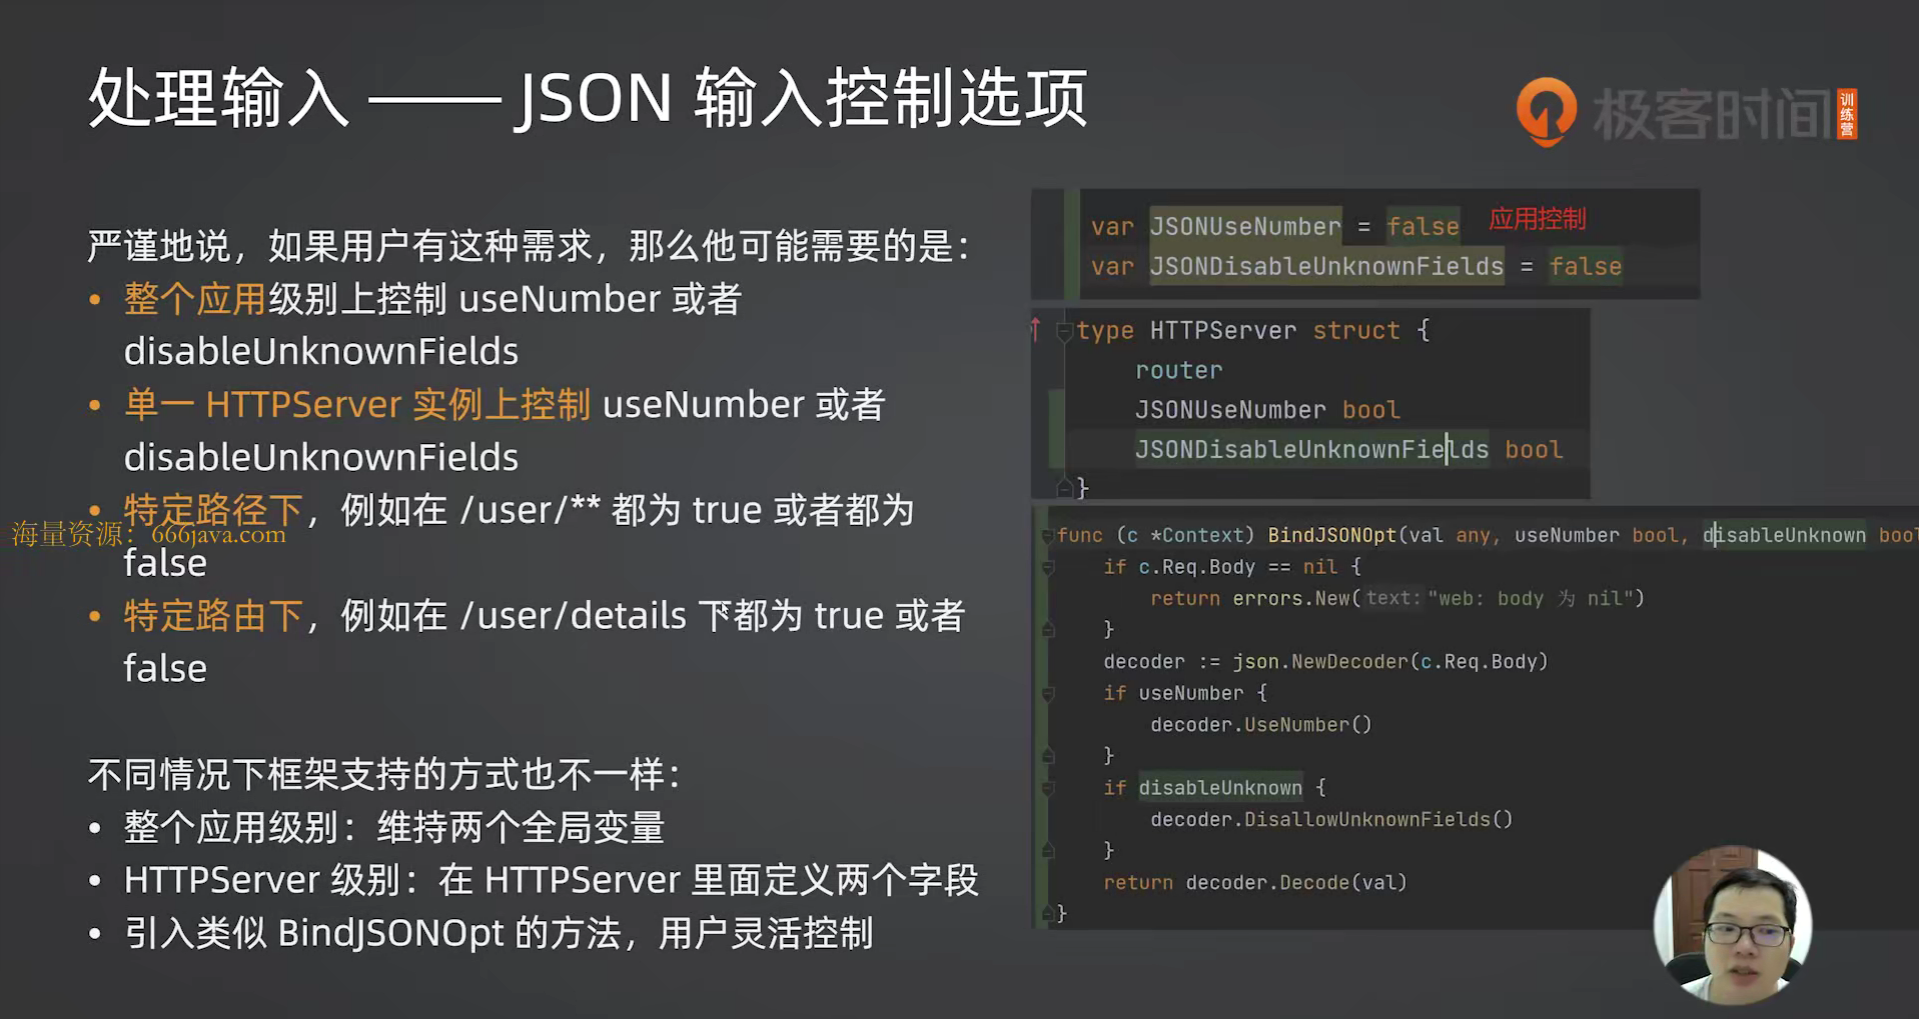 处理输入 —— JSON 输入控制选项
极客时间
训练营
严谨地说，如果用户有这种需求，那么他可能需要的是：
• 整个应用级别上控制 useNumber 或者
disableUnknownFields
• 单一 HTTPServer 实例上控制 useNumber 或者
disableUnknownFields
• 特定路径下，例如在 /user/** 都为 true 或者都为
false
海量资源：666java.com
• 特定路由下，例如在 /user/details 下都为 true 或者
false
不同情况下框架支持的方式也不一样：
• 整个应用级别：维持两个全局变量
• HTTPServer 级别：在 HTTPServer 里面定义两个字段
• 引入类似 BindJSONOpt 的方法，用户灵活控制
var JSONUseNumber = false 应用控制
var JSONDisableUnknownFields = false
type HTTPServer struct {
router
JSONUseNumber bool
JSONDisableUnknownFields bool
}
func (c *Context) BindJSONOpt(val any, useNumber bool, disableUnknown bool
if c.Req.Body == nil {
return errors.New(text: "web: body 为 nil")
}
decoder := json.NewDecoder(c.Req.Body)
if useNumber {
decoder.UseNumber()
}
if disableUnknown {
decoder.DisallowUnknownFields()
}
return decoder.Decode(val)
}